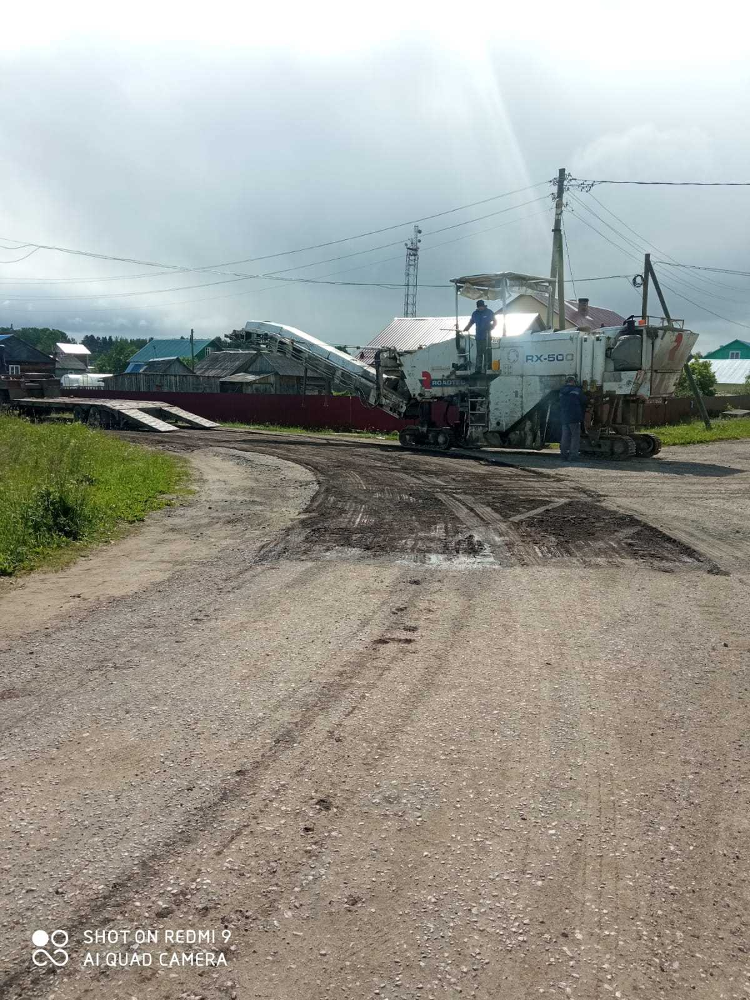 RX-500
ROADTEC
SHOT ON REDMI 9
AI QUAD CAMERA